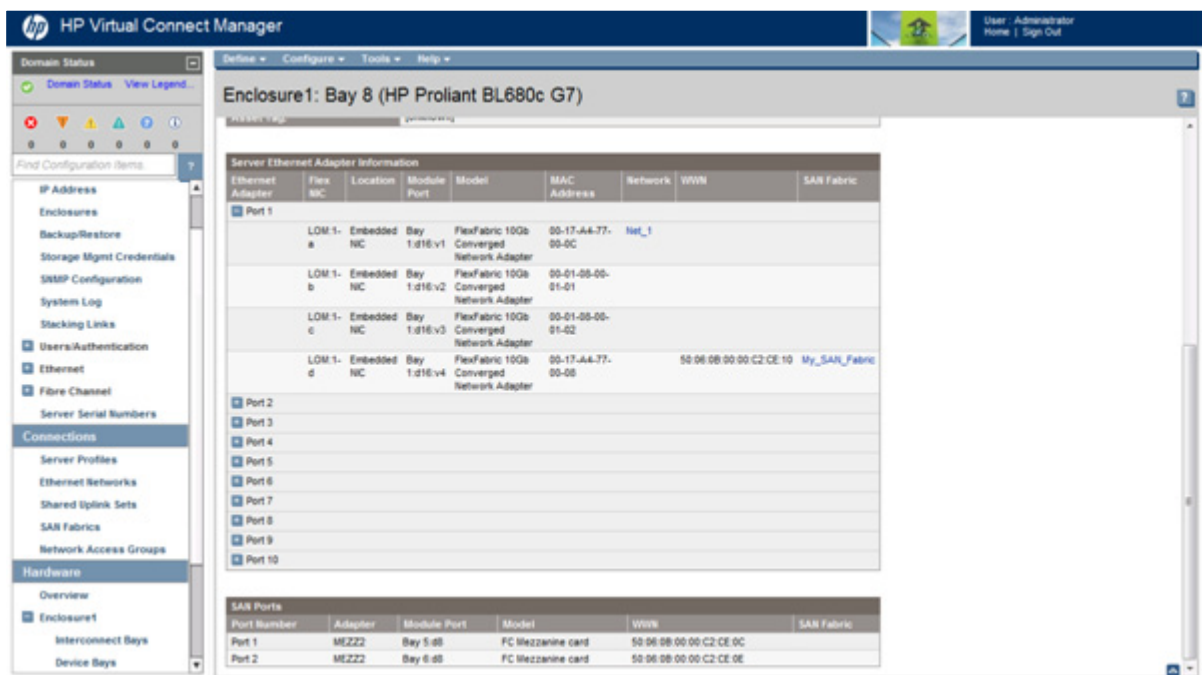 hp HP Virtual Connect Manager
User : Administrator
Home | Sign Out
Domain Status
Domain Status View Legend...
0 0 0 0 0 0
Find Configuration Items. ?
IP Address
Enclosures
Backup/Restore
Storage Mgmt Credentials
SNMP Configuration
System Log
Stacking Links
Users/Authentication
Ethernet
Fibre Channel
Server Serial Numbers
Connections
Server Profiles
Ethernet Networks
Shared Uplink Sets
SAN Fabrics
Network Access Groups
Hardware
Overview
Enclosure1
Interconnect Bays
Device Bays
Define Configure Tools Help
Enclosure1: Bay 8 (HP Proliant BL680c G7) ?
Asset Tag: [unknown]
Server Ethernet Adapter Information
Ethernet Adapter Flex NIC Location Module Port Model MAC Address Network WWN SAN Fabric
Port 1
LOM:1- Embedded Bay FlexFabric 10Gb 00-17-A4-77- Net_1
a NIC 1:d16:v1 Converged 00-0C
Network Adapter
LOM:1- Embedded Bay FlexFabric 10Gb 00-01-08-00-
b NIC 1:d16:v2 Converged 01-01
Network Adapter
LOM:1- Embedded Bay FlexFabric 10Gb 00-01-08-00-
c NIC 1:d16:v3 Converged 01-02
Network Adapter
LOM:1- Embedded Bay FlexFabric 10Gb 00-17-A4-77- 50:06:0B:00:00:C2:CE:10 My_SAN_Fabric
d NIC 1:d16:v4 Converged 00-08
Network Adapter
Port 2
Port 3
Port 4
Port 5
Port 6
Port 7
Port 8
Port 9
Port 10
SAN Ports
Port Number Adapter Module Port Model WWN SAN Fabric
Port 1 MEZZ2 Bay 5:d8 FC Mezzanine card 50:06:0B:00:00:C2:CE:0C
Port 2 MEZZ2 Bay 6:d8 FC Mezzanine card 50:06:0B:00:00:C2:CE:0E